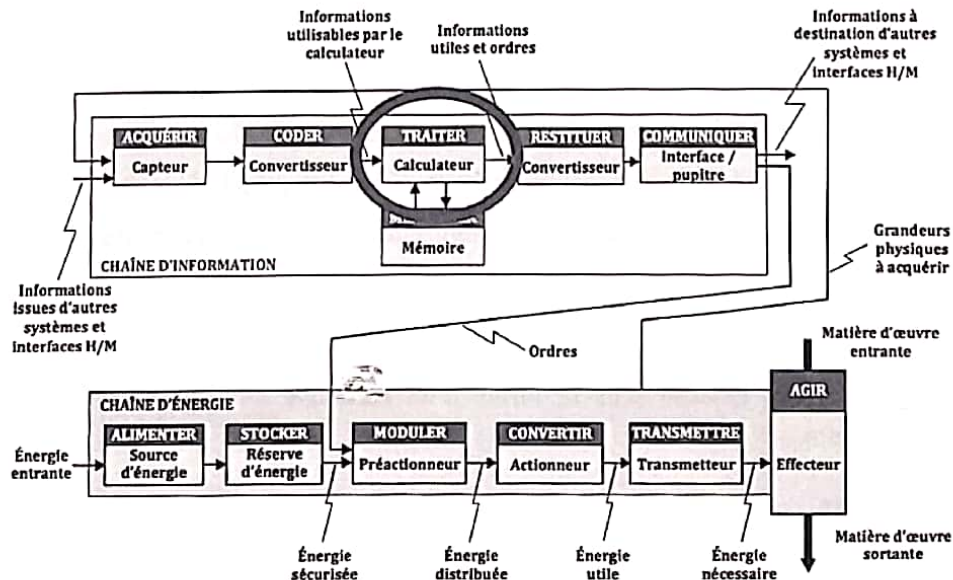 Informations
utilisables par le
calculateur
Informations
utiles et ordres
Informations à
destination d'autres
systèmes et
interfaces H/M
ACQUÉRIR
Capteur
CODER
Convertisseur
TRAITER
Calculateur
RESTITUER
Convertisseur
COMMUNIQUER
Interface /
pupitre
Mémoire
CHAÎNE D'INFORMATION
Informations
issues d'autres
systèmes et
interfaces H/M
Grandeurs
physiques
à acquérir
Ordres
Matière d'œuvre
entrante
CHAÎNE D'ÉNERGIE
AGIR
Effecteur
Énergie
entrante
ALIMENTER
Source
d'énergie
STOCKER
Réserve
d'énergie
MODULER
Préactionneur
CONVERTIR
Actionneur
TRANSMETTRE
Transmetteur
Énergie
sécurisée
Énergie
distribuée
Énergie
utile
Énergie
nécessaire
Matière d'œuvre
sortante